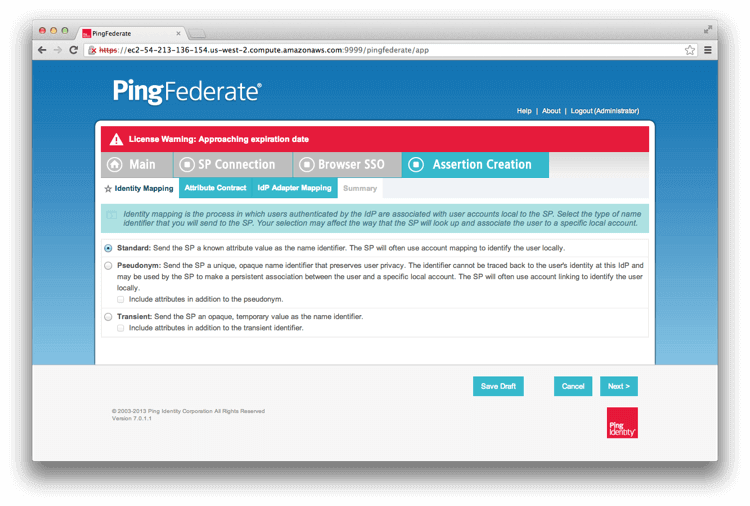 PingFederate
https://ec2-54-213-136-154.us-west-2.compute.amazonaws.com:9999/pingfederate/app
PingFederate®
Help | About | Logout (Administrator)
License Warning: Approaching expiration date
Main SP Connection Browser SSO Assertion Creation
Identity Mapping Attribute Contract IdP Adapter Mapping Summary
Identity mapping is the process in which users authenticated by the IdP are associated with user accounts local to the SP. Select the type of name
identifier that you will send to the SP. Your selection may affect the way that the SP will look up and associate the user to a specific local account.
Standard: Send the SP a known attribute value as the name identifier. The SP will often use account mapping to identify the user locally.
Pseudonym: Send the SP a unique, opaque name identifier that preserves user privacy. The identifier cannot be traced back to the user's identity at this IdP and
may be used by the SP to make a persistent association between the user and a specific local account. The SP will often use account linking to identify the user
locally.
Include attributes in addition to the pseudonym.
Transient: Send the SP an opaque, temporary value as the name identifier.
Include attributes in addition to the transient identifier.
Save Draft Cancel Next >
© 2003-2013 Ping Identity Corporation All Rights Reserved
Version 7.0.1.1
Ping
Identity®